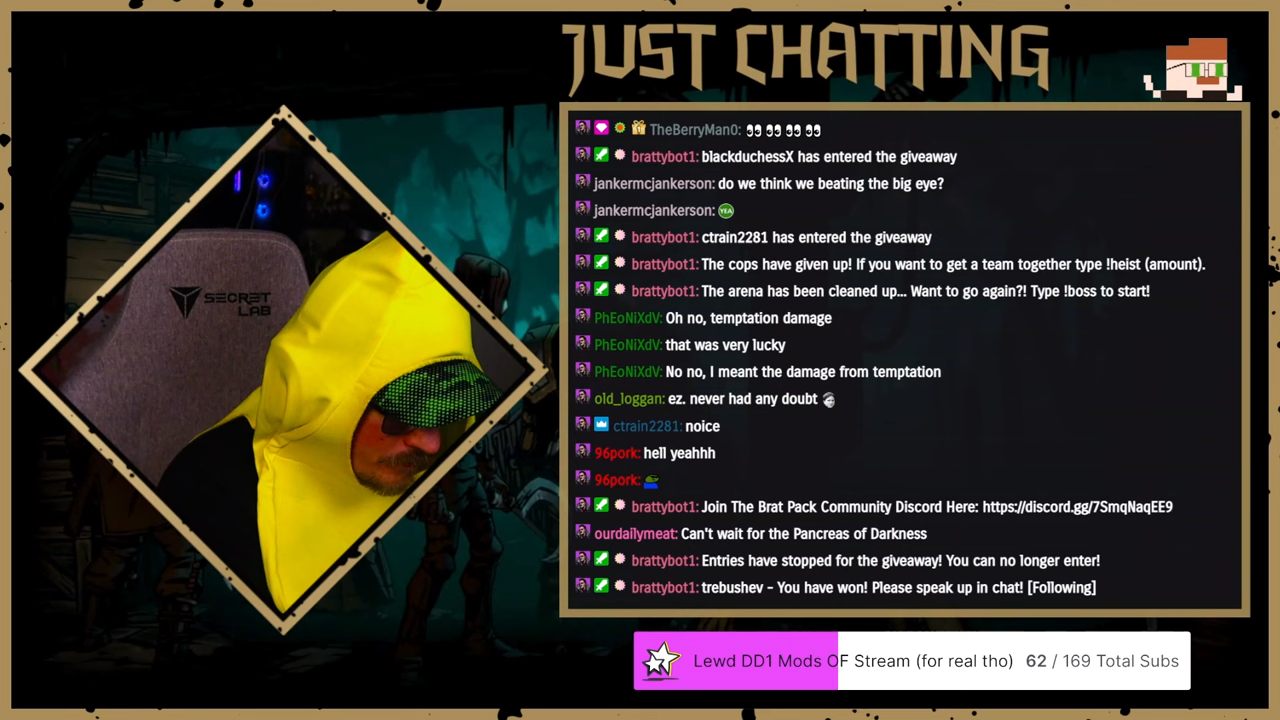 JUST CHATTING
TheBerryMan0:
brattybot1: blackduchessX has entered the giveaway
jankermcjankerson: do we think we beating the big eye?
jankermcjankerson: YEA
brattybot1: ctrain2281 has entered the giveaway
brattybot1: The cops have given up! If you want to get a team together type !heist (amount).
brattybot1: The arena has been cleaned up... Want to go again?! Type !boss to start!
PhEoNiXdV: Oh no, temptation damage
PhEoNiXdV: that was very lucky
PhEoNiXdV: No no, I meant the damage from temptation
old_loggan: ez. never had any doubt
ctrain2281: noice
96pork: hell yeahhh
96pork:
brattybot1: Join The Brat Pack Community Discord Here: https://discord.gg/7SmqNaqEE9
ourdailymeat: Can't wait for the Pancreas of Darkness
brattybot1: Entries have stopped for the giveaway! You can no longer enter!
brattybot1: trebushev - You have won! Please speak up in chat! [Following]
SECRET
LAB
Lewd DD1 Mods OF Stream (for real tho) 62 / 169 Total Subs